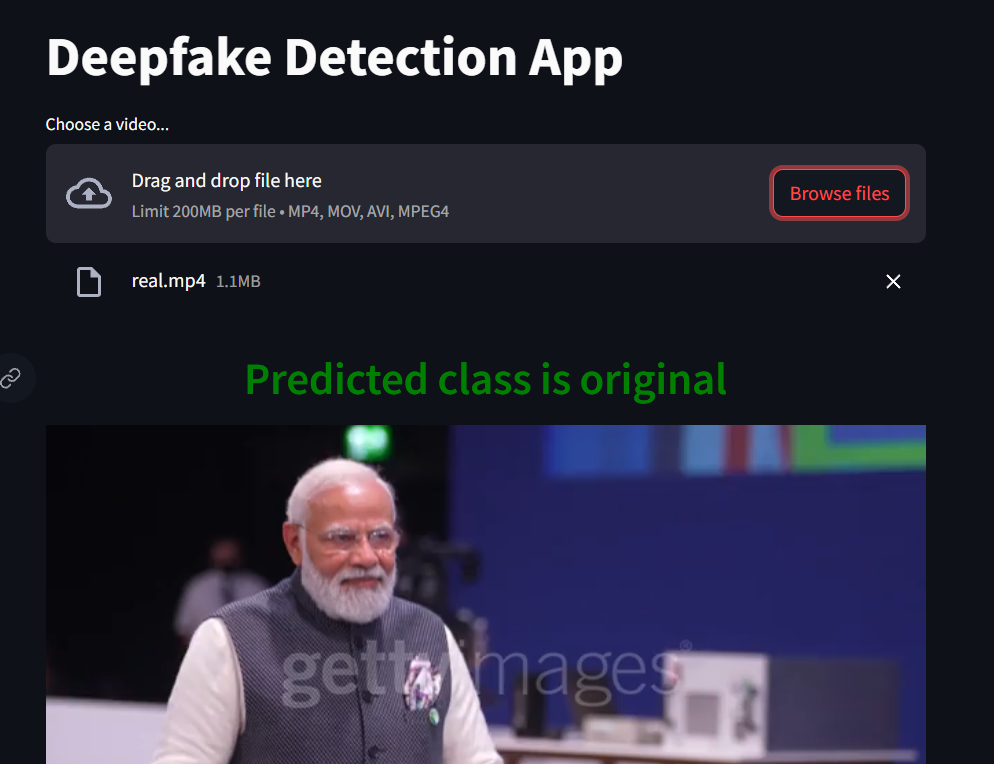 Deepfake Detection App
Choose a video...
Drag and drop file here
Limit 200MB per file • MP4, MOV, AVI, MPEG4
Browse files
real.mp4 1.1MB
Predicted class is original
gettyimages®